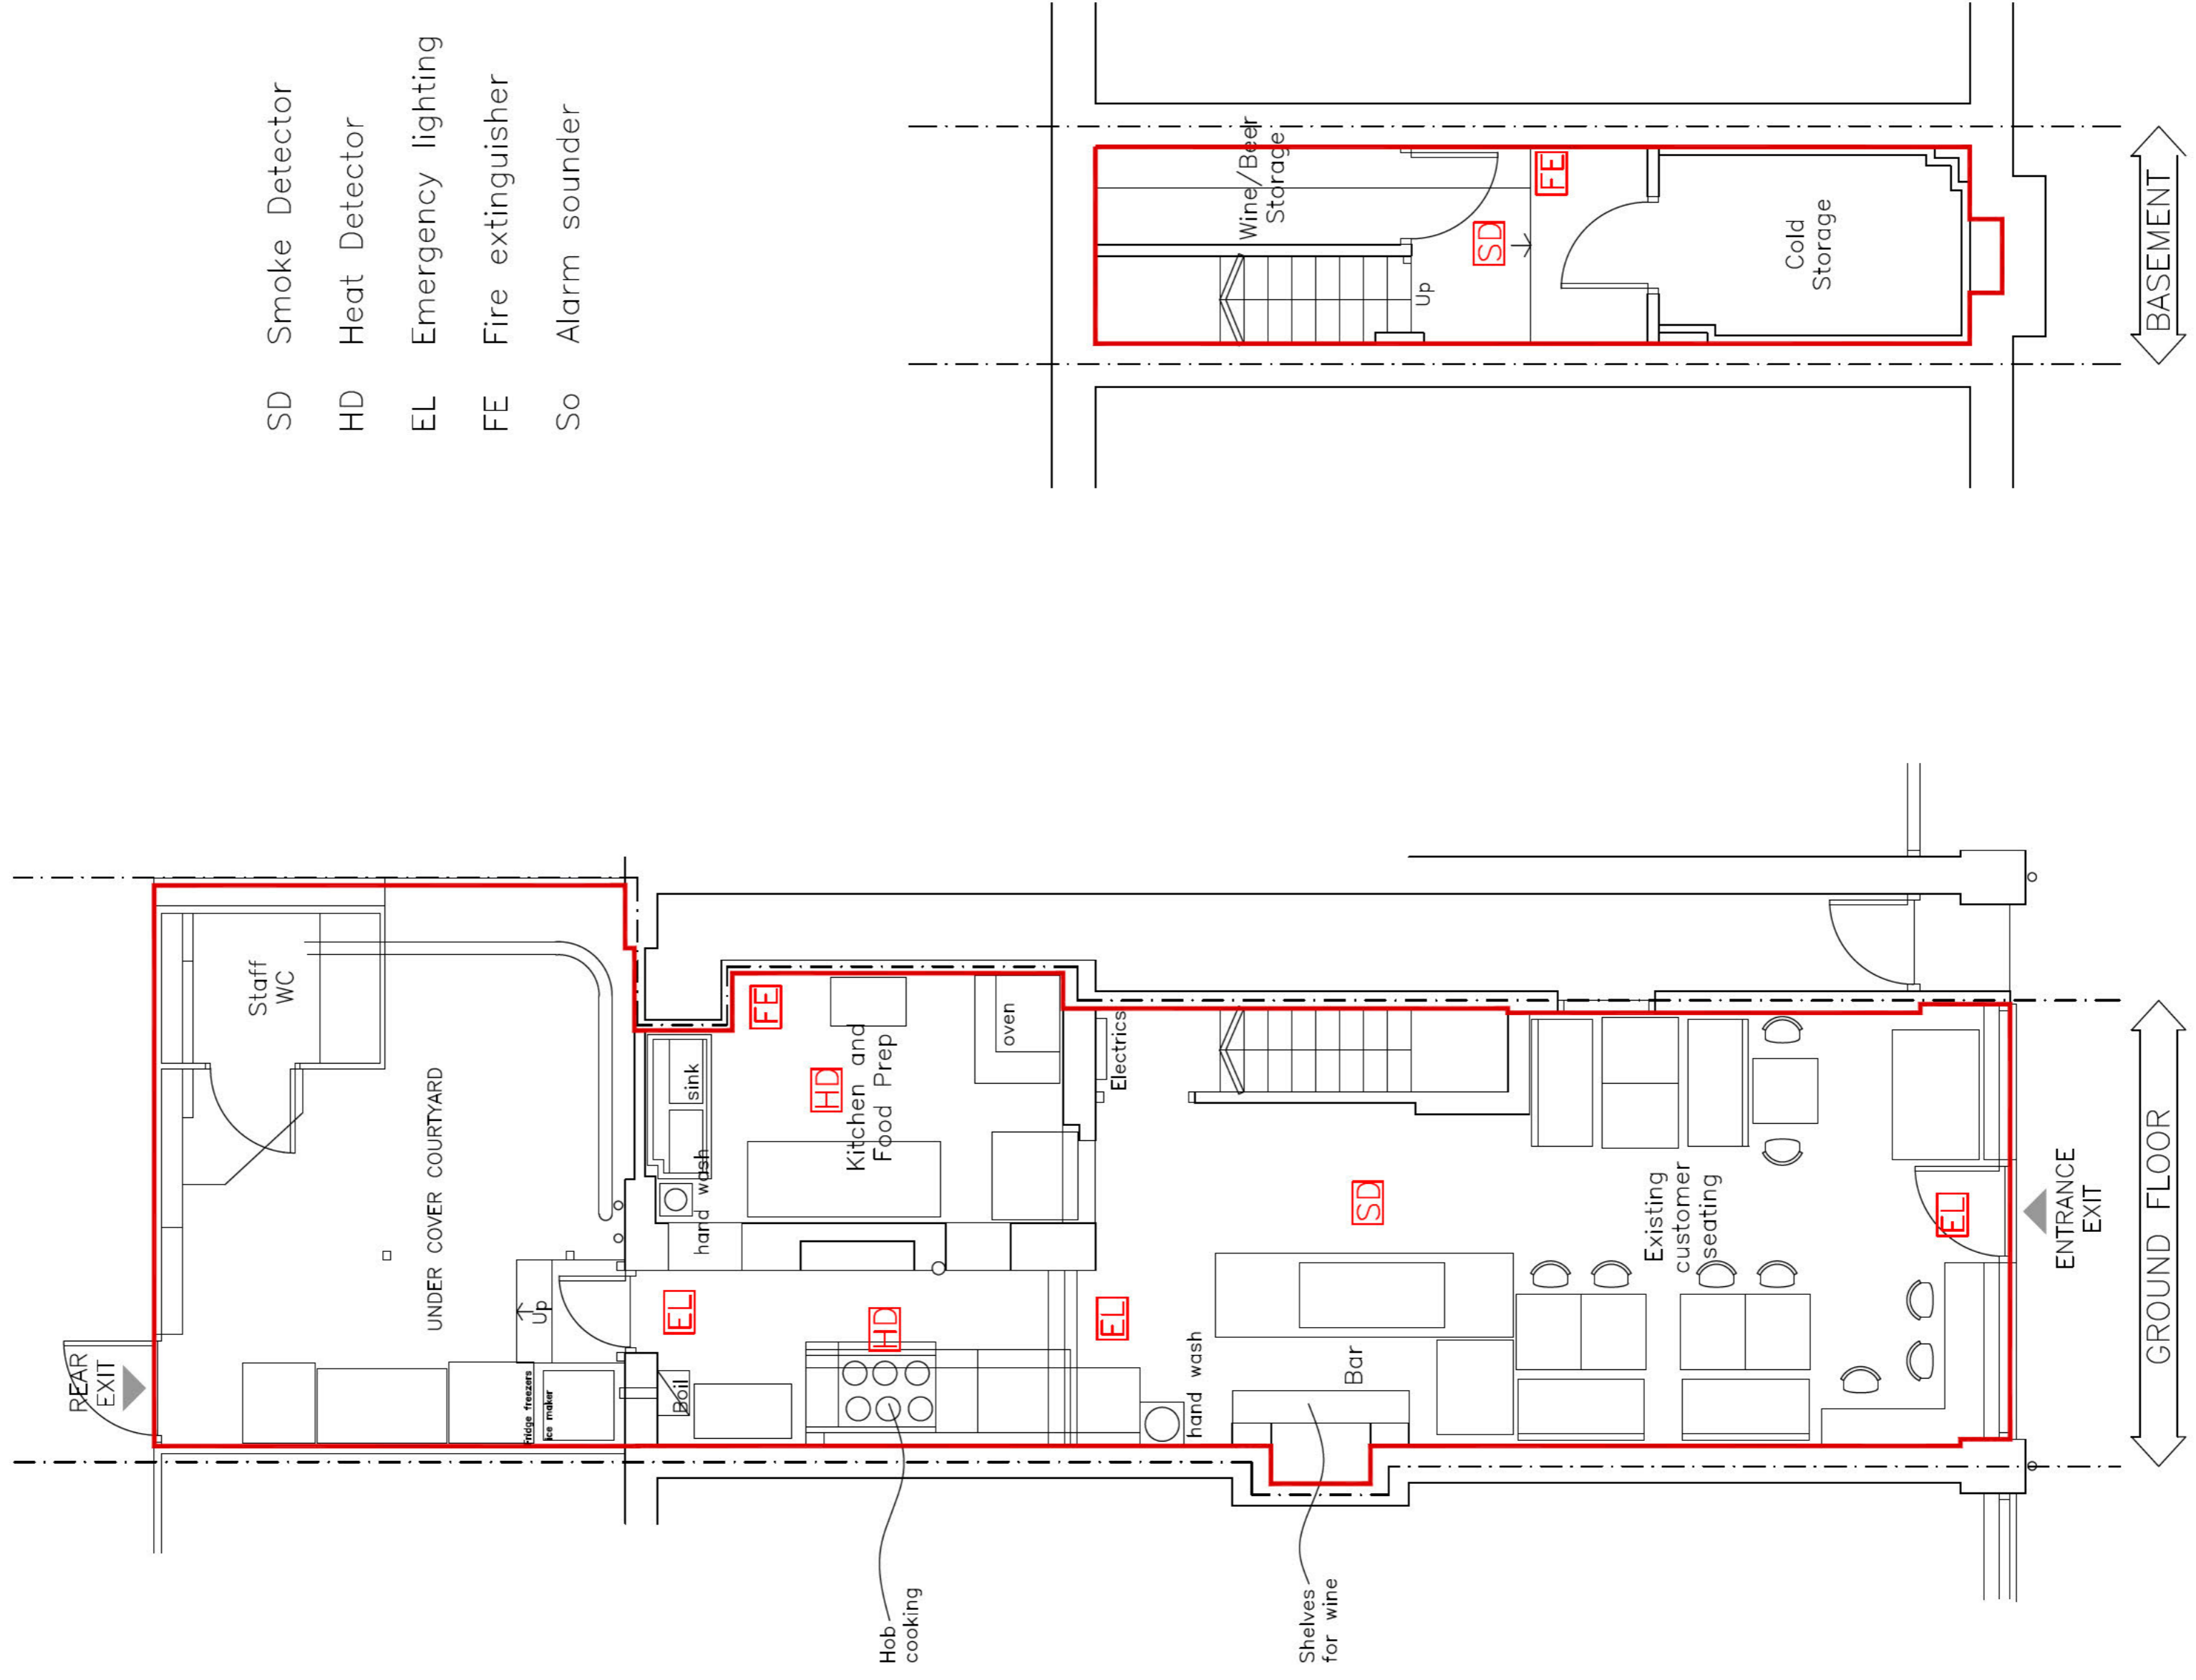 SD Smoke Detector
HD Heat Detector
EL Emergency lighting
FE Fire extinguisher
So Alarm sounder
Wine/Beer
Storage
FE
SD
Up
Cold
Storage
BASEMENT
REAR
EXIT
Staff
WC
UNDER COVER COURTYARD
Up
Fridge freezers
ice maker
FE
sink
hand wash
HD
Kitchen and
Food Prep
oven
Electrics
EL
Boil
HD
EL
hand wash
Hob
cooking
SD
Bar
Shelves
for wine
Existing
customer
seating
EL
ENTRANCE
EXIT
GROUND FLOOR